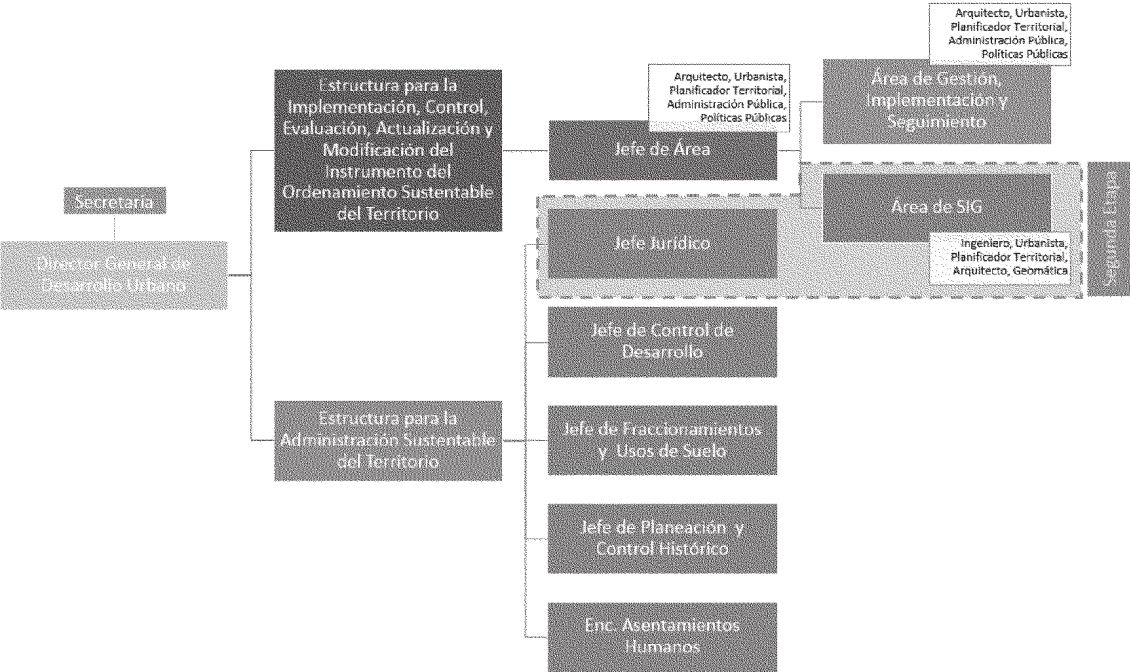 Secretaria
Director General de
Desarrollo Urbano
Estructura para la
Implementación, Control,
Evaluación, Actualización y
Modificación del
Instrumento del
Ordenamiento Sustentable
del Territorio
Arquitecto, Urbanista,
Planificador Territorial,
Administración Pública,
Políticas Públicas
Jefe de Área
Arquitecto, Urbanista,
Planificador Territorial,
Administración Pública,
Políticas Públicas
Área de Gestión,
Implementación y
Seguimiento
Área de SIG
Ingeniero, Urbanista,
Planificador Territorial,
Arquitecto, Geomática
Segunda Etapa
Estructura para la
Administración Sustentable
del Territorio
Jefe Jurídico
Jefe de Control de
Desarrollo
Jefe de Fraccionamientos
y Usos de Suelo
Jefe de Planeación y
Control Histórico
Enc. Asentamientos
Humanos